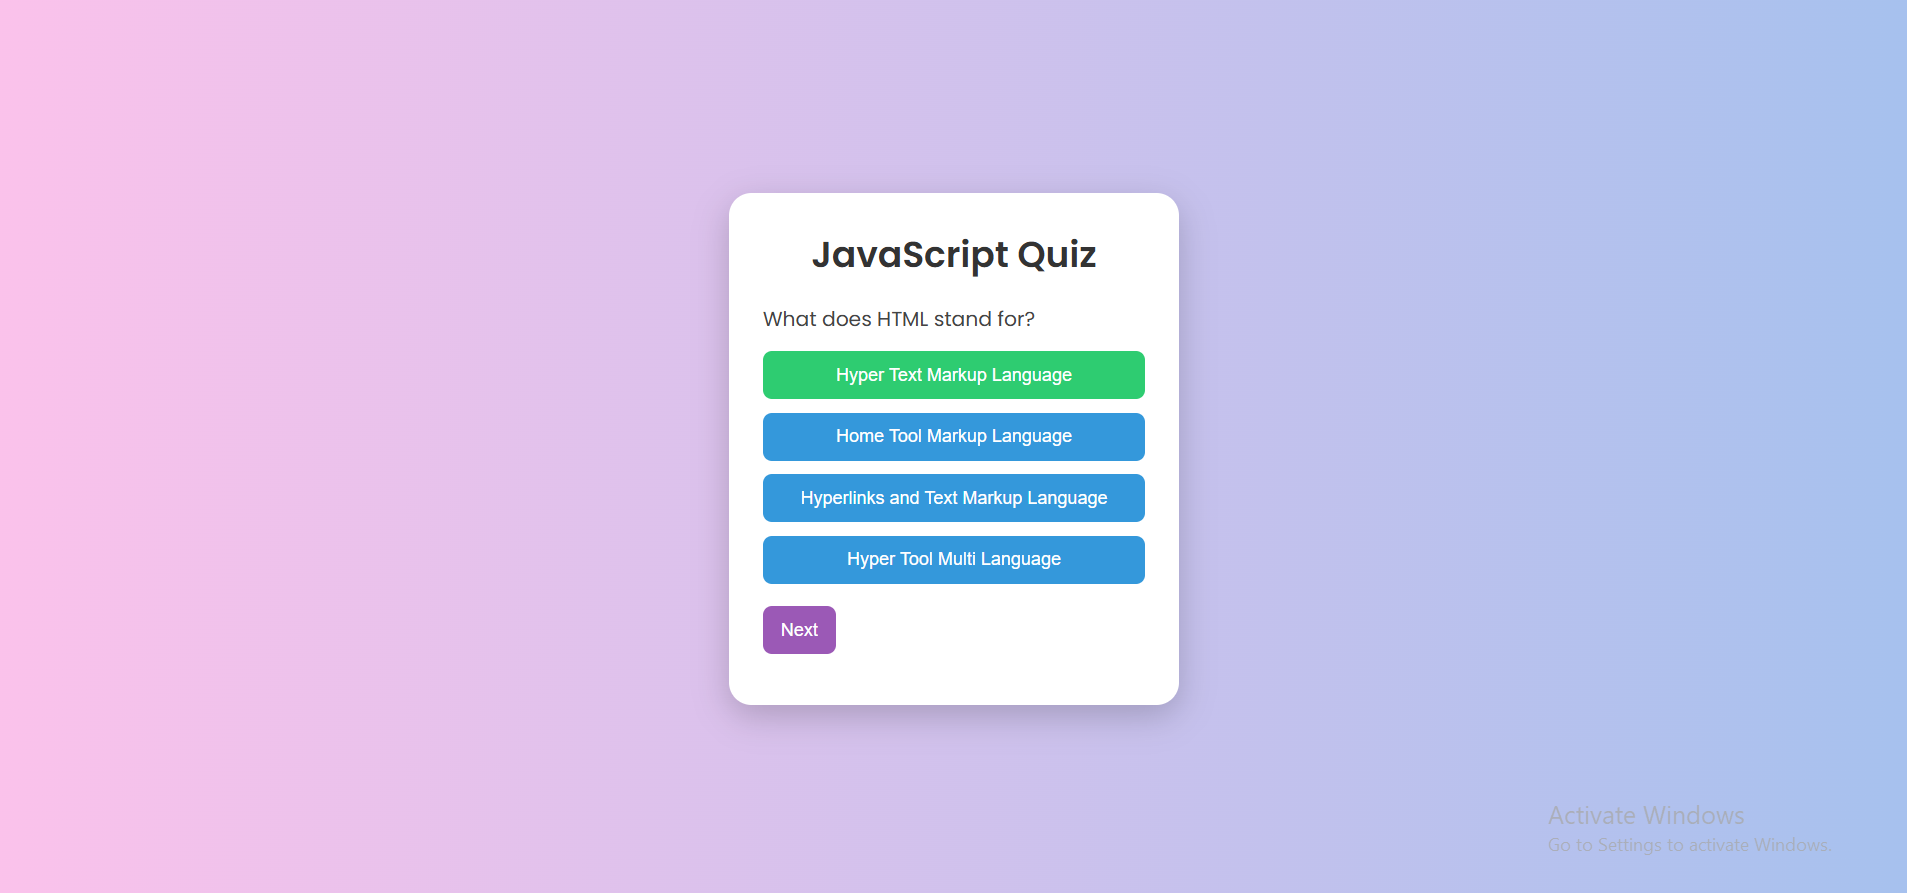 JavaScript Quiz
What does HTML stand for?
Hyper Text Markup Language
Home Tool Markup Language
Hyperlinks and Text Markup Language
Hyper Tool Multi Language
Next
Activate Windows
Go to Settings to activate Windows.